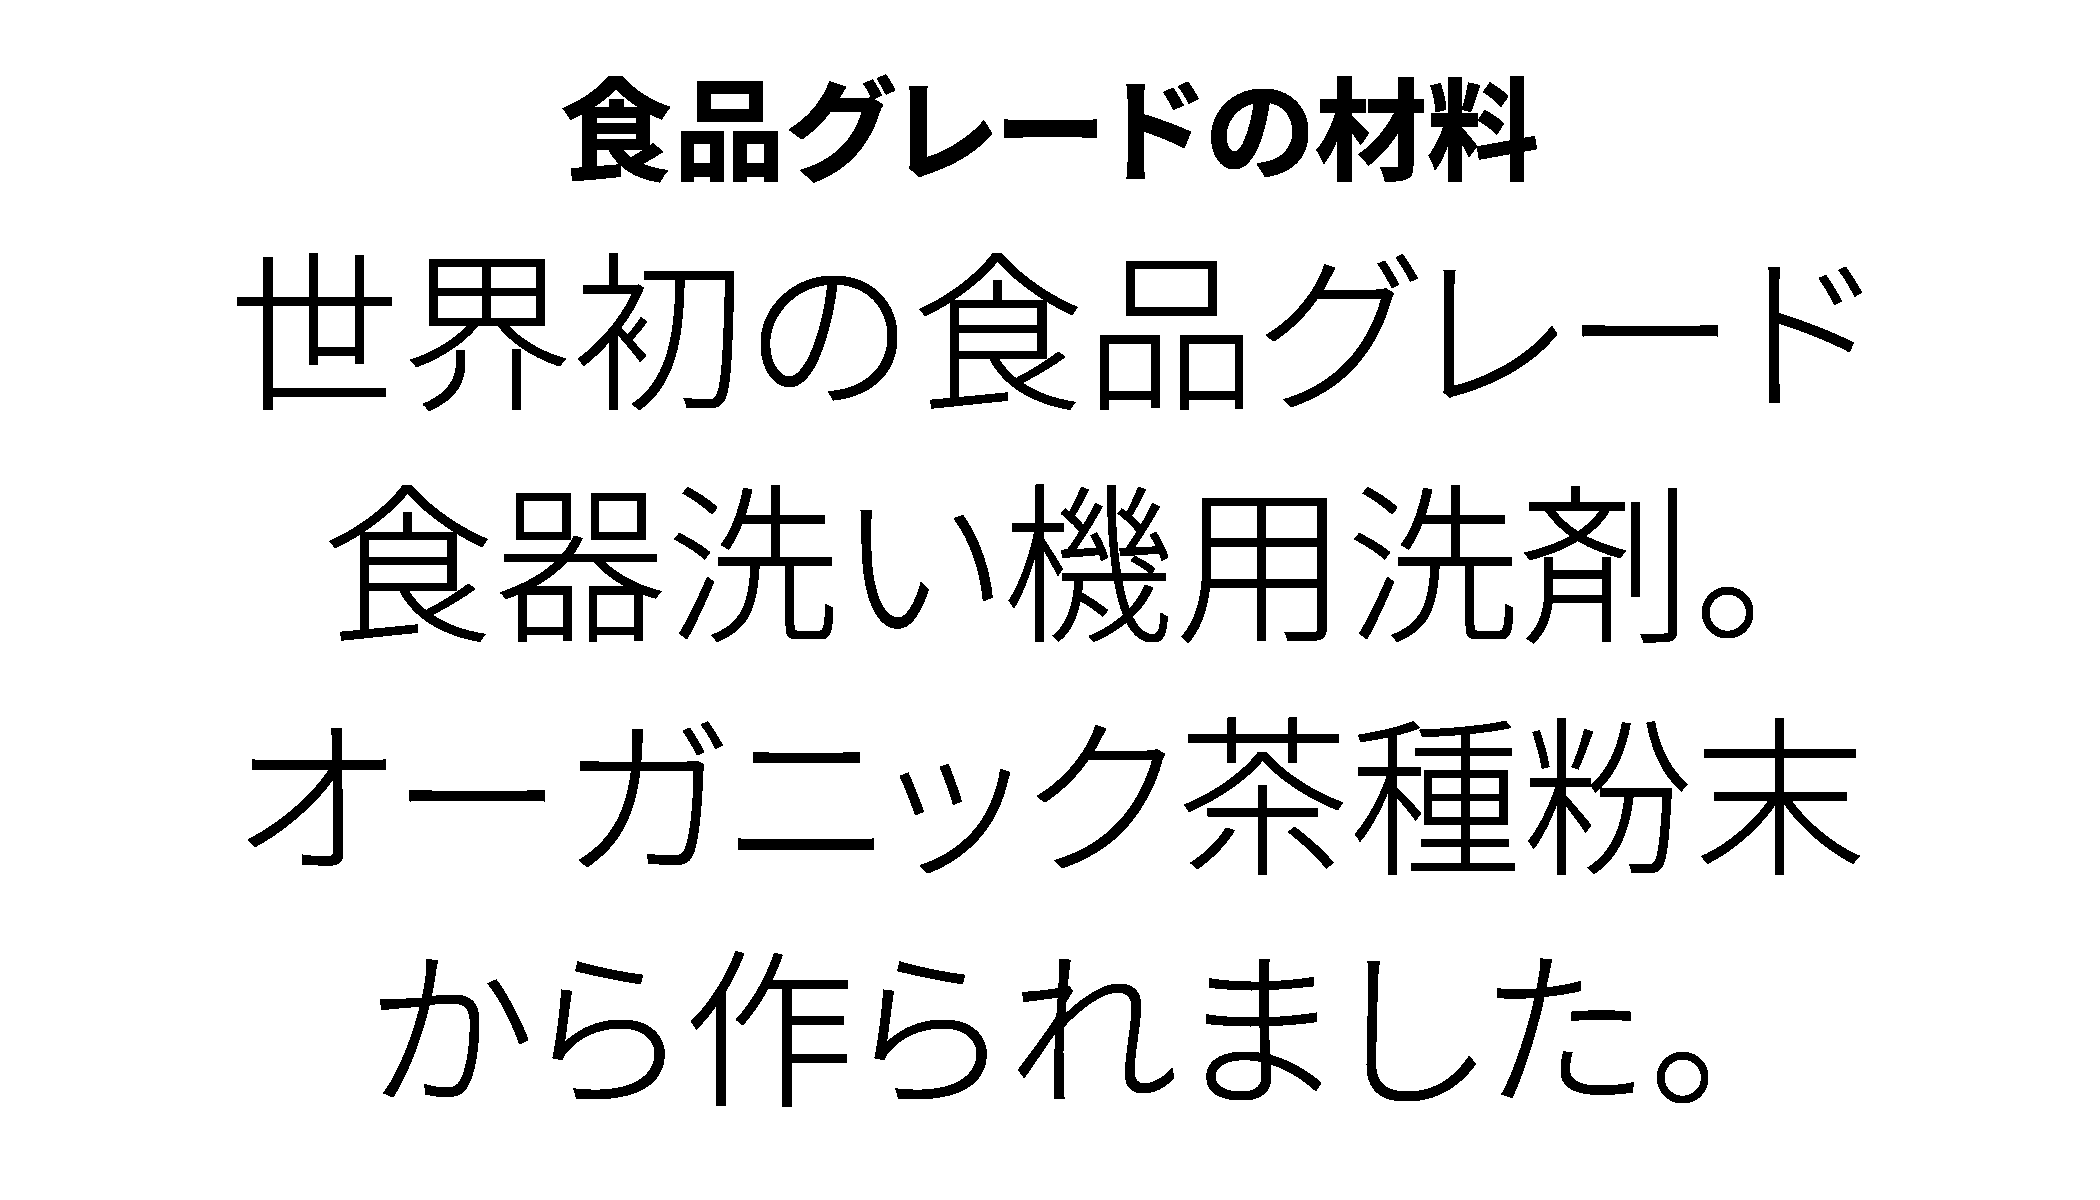 食品グレードの材料
世界初の食品グレード
食器洗い機用洗剤。
オーガニック茶種粉末
から作られました。